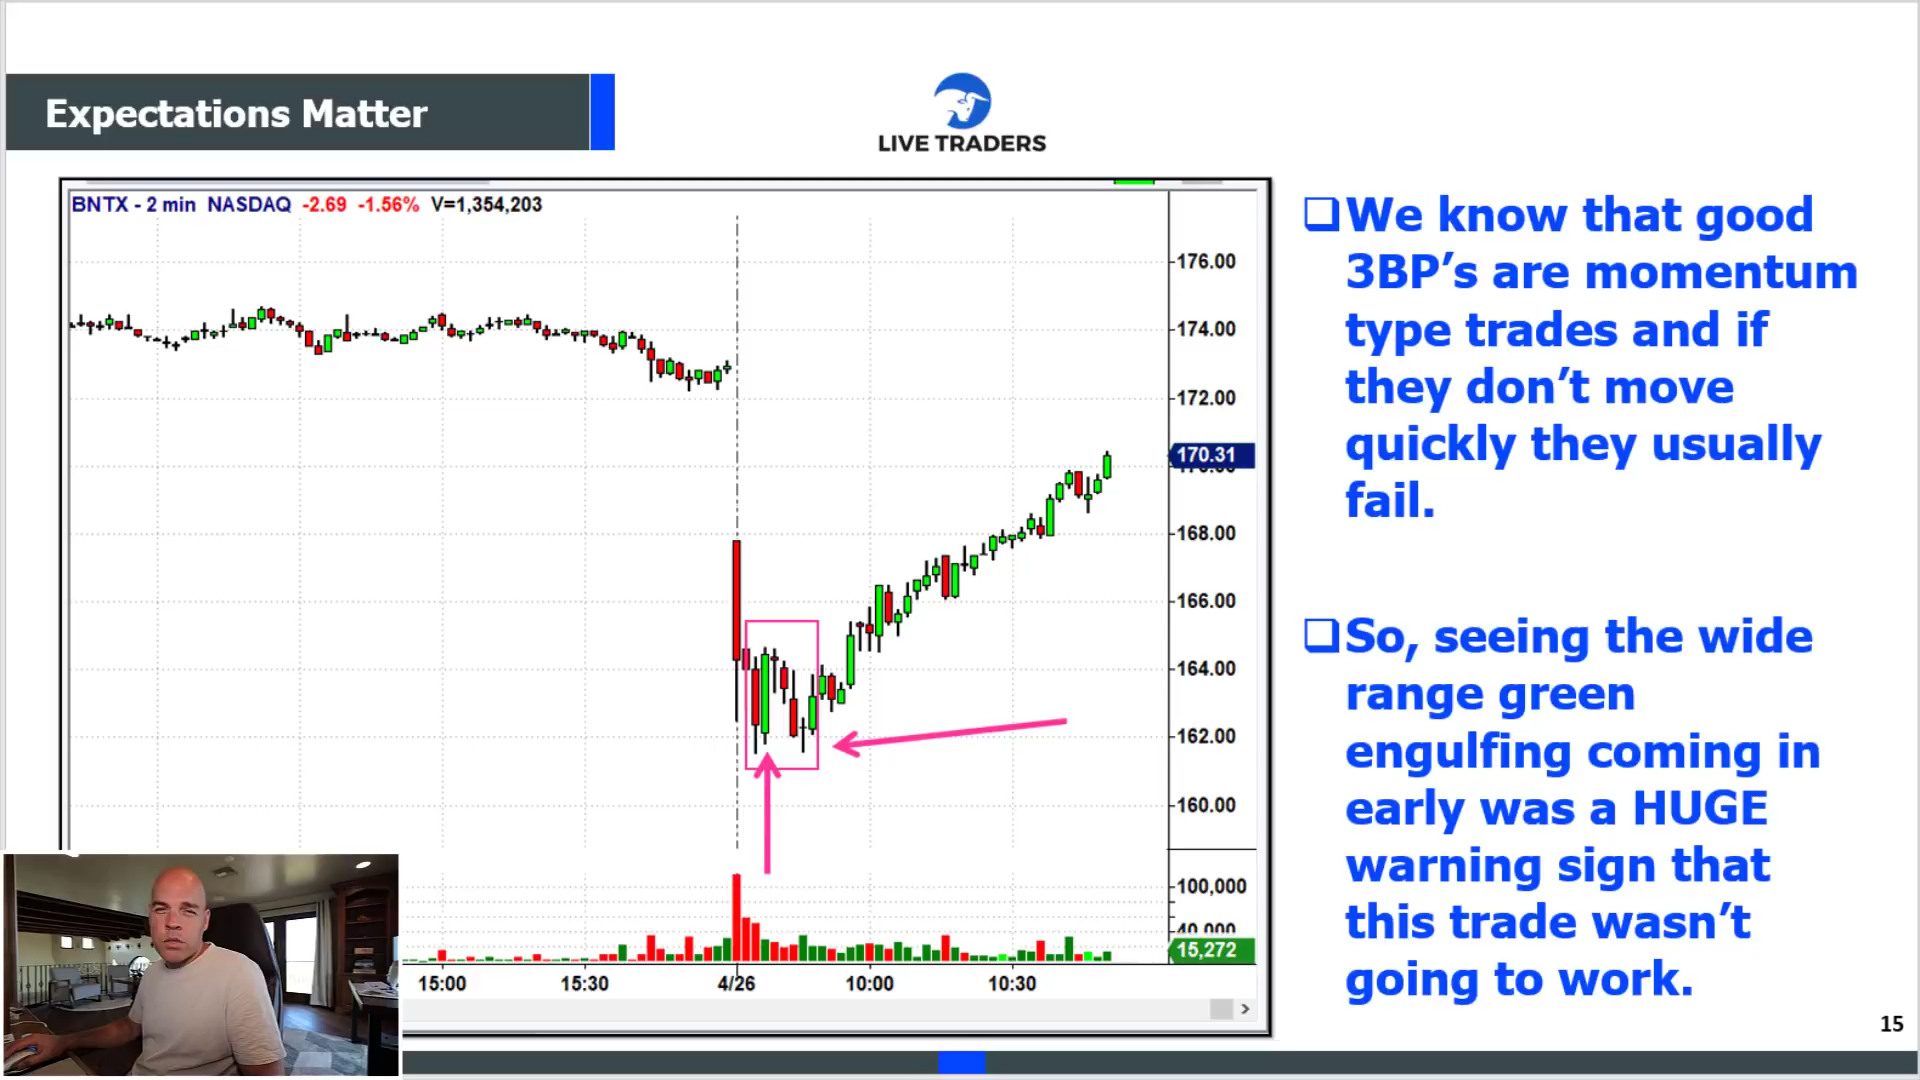 Expectations Matter
LIVE TRADERS
BNTX - 2 min NASDAQ -2.69 -1.56% V=1,354,203
176.00
174.00
172.00
170.31
170.00
168.00
166.00
164.00
162.00
160.00
100,000
40,000
15,272
15:00 15:30 4/26 10:00 10:30
❑We know that good
3BP’s are momentum
type trades and if
they don’t move
quickly they usually
fail.
❑So, seeing the wide
range green
engulfing coming in
early was a HUGE
warning sign that
this trade wasn’t
going to work.
15